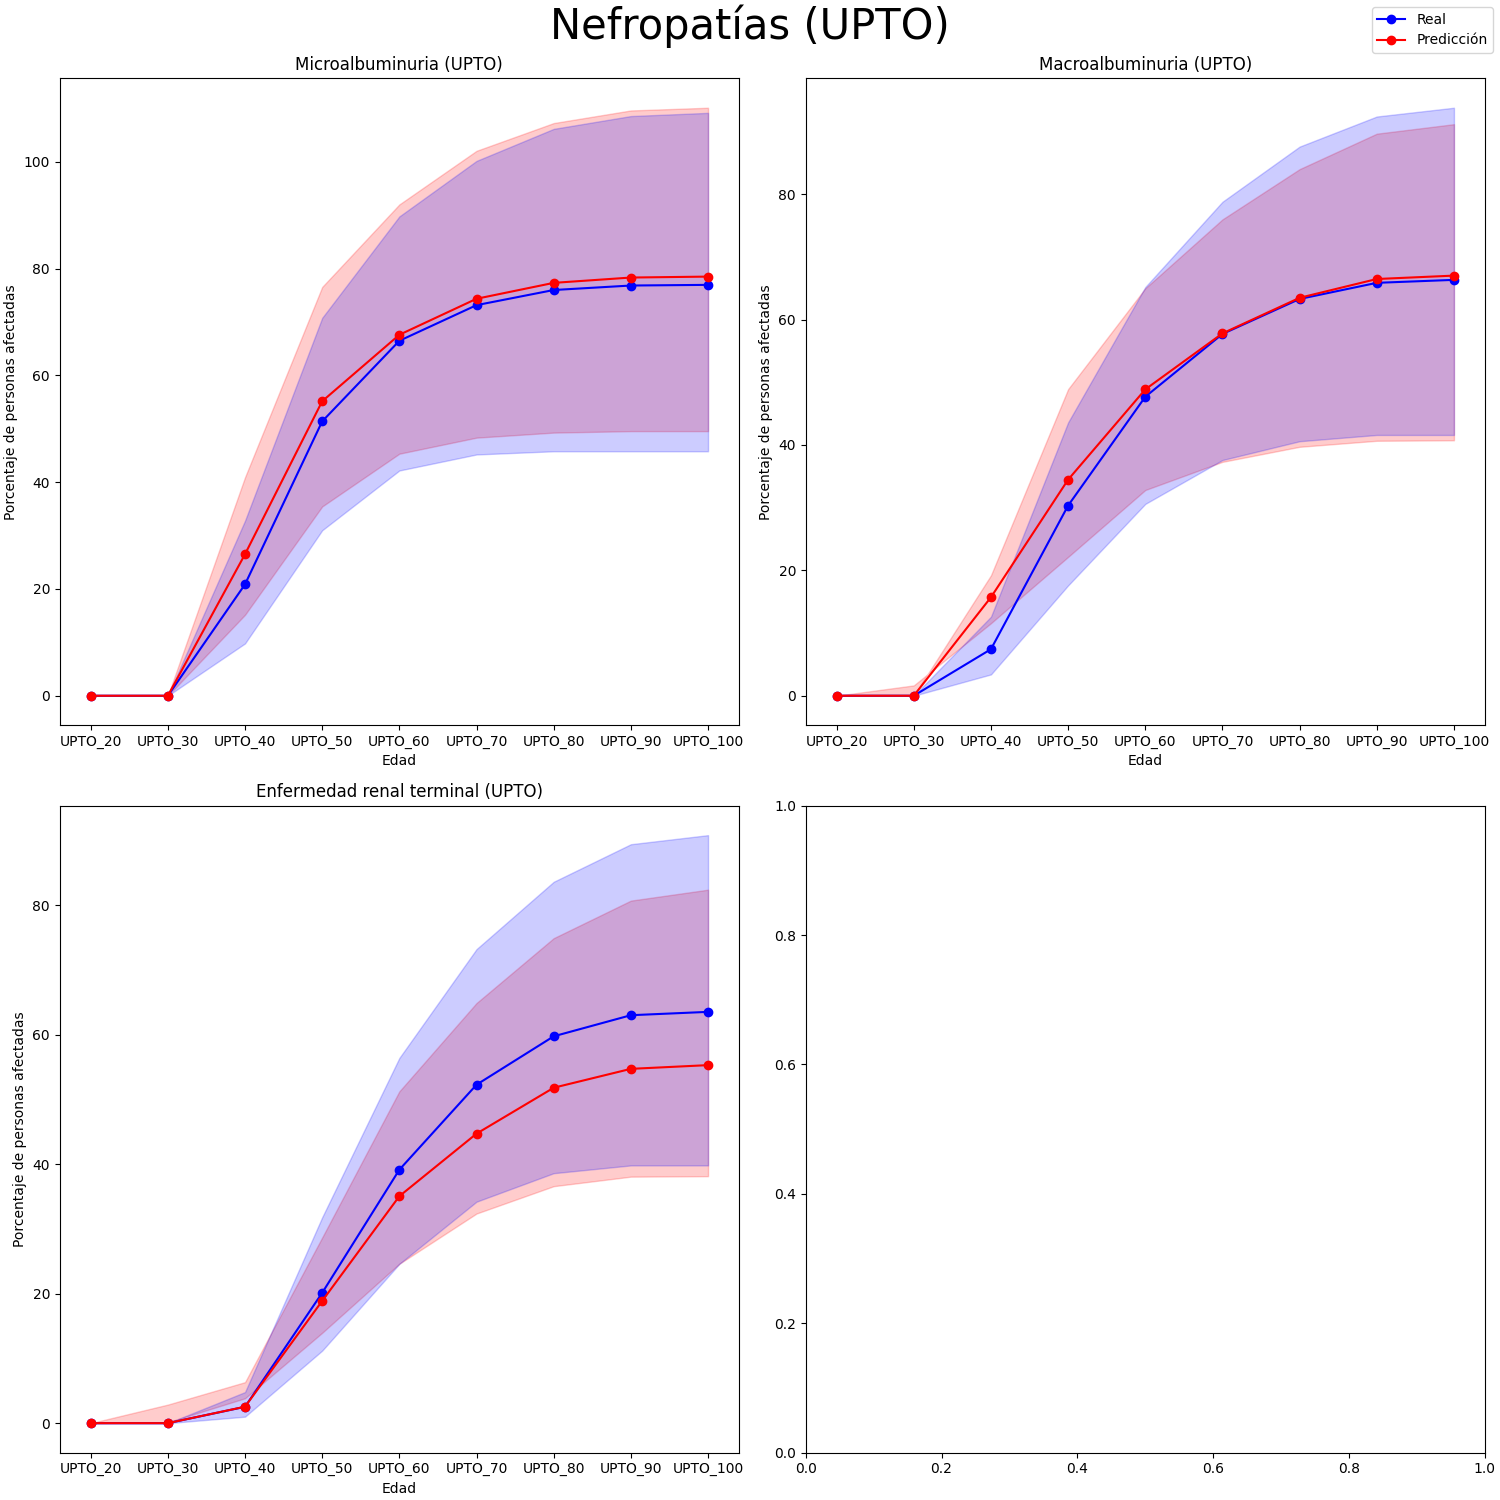 Nefropatías (UPTO)
Real
Predicción
Microalbuminuria (UPTO)
Porcentaje de personas afectadas
100
80
60
40
20
0
UPTO_20 UPTO_30 UPTO_40 UPTO_50 UPTO_60 UPTO_70 UPTO_80 UPTO_90 UPTO_100
Edad
Macroalbuminuria (UPTO)
Porcentaje de personas afectadas
80
60
40
20
0
UPTO_20 UPTO_30 UPTO_40 UPTO_50 UPTO_60 UPTO_70 UPTO_80 UPTO_90 UPTO_100
Edad
Enfermedad renal terminal (UPTO)
Porcentaje de personas afectadas
80
60
40
20
0
UPTO_20 UPTO_30 UPTO_40 UPTO_50 UPTO_60 UPTO_70 UPTO_80 UPTO_90 UPTO_100
Edad
1.0
0.8
0.6
0.4
0.2
0.0
0.0 0.2 0.4 0.6 0.8 1.0